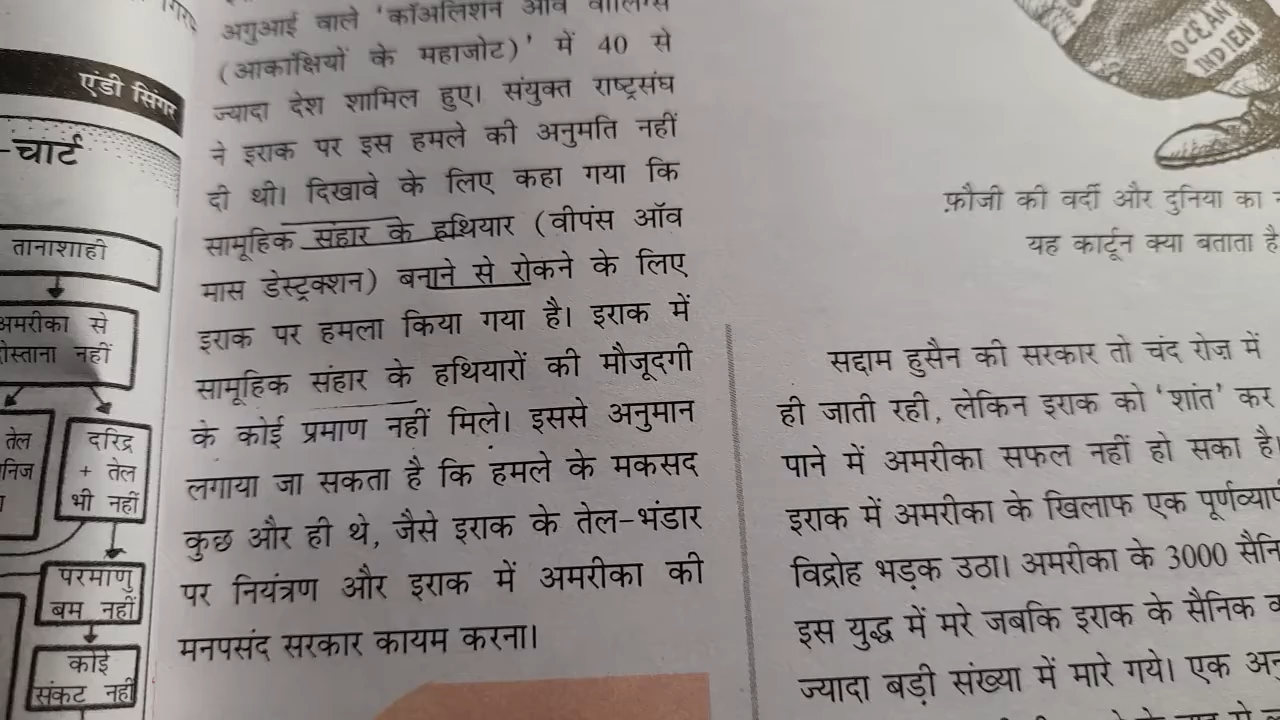 एंडी सिंगर
-चार्ट
तानाशाही
अमरीका से
दोस्ताना नहीं
तेल
दरिद्र
+ तेल
भी नहीं
परमाणु
बम नहीं
कोई
संकट नहीं
अगुआई वाले 'कॉअलिशन ऑव वीलिंग्स
(आकांक्षियों के महाजोट)' में 40 से
ज्यादा देश शामिल हुए। संयुक्त राष्ट्रसंघ
ने इराक पर इस हमले की अनुमति नहीं
दी थी। दिखावे के लिए कहा गया कि
सामूहिक संहार के हथियार (वीपंस ऑव
मास डेस्ट्रक्शन) बनाने से रोकने के लिए
इराक पर हमला किया गया है। इराक में
सामूहिक संहार के हथियारों की मौजूदगी
के कोई प्रमाण नहीं मिले। इससे अनुमान
लगाया जा सकता है कि हमले के मकसद
कुछ और ही थे, जैसे इराक के तेल-भंडार
पर नियंत्रण और इराक में अमरीका की
मनपसंद सरकार कायम करना।
OCEAN
INDIEN
फ़ौजी की वर्दी और दुनिया का
यह कार्टून क्या बताता है
सद्दाम हुसैन की सरकार तो चंद रोज में
ही जाती रही, लेकिन इराक को 'शांत' कर
पाने में अमरीका सफल नहीं हो सका है।
इराक में अमरीका के खिलाफ एक
विद्रोह भड़क उठा। अमरीका के 3000
इस युद्ध में मरे जबकि इराक के सैनिक
ज्यादा बड़ी संख्या में मारे गये। एक